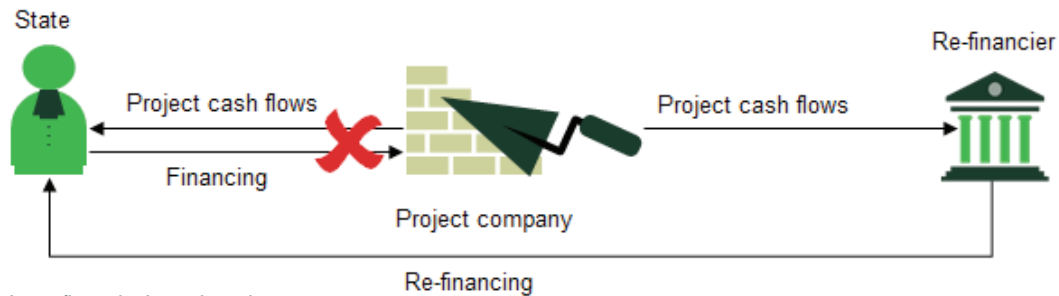 State
Re-financier
Project cash flows
Project cash flows
Financing
Project company
Re-financing